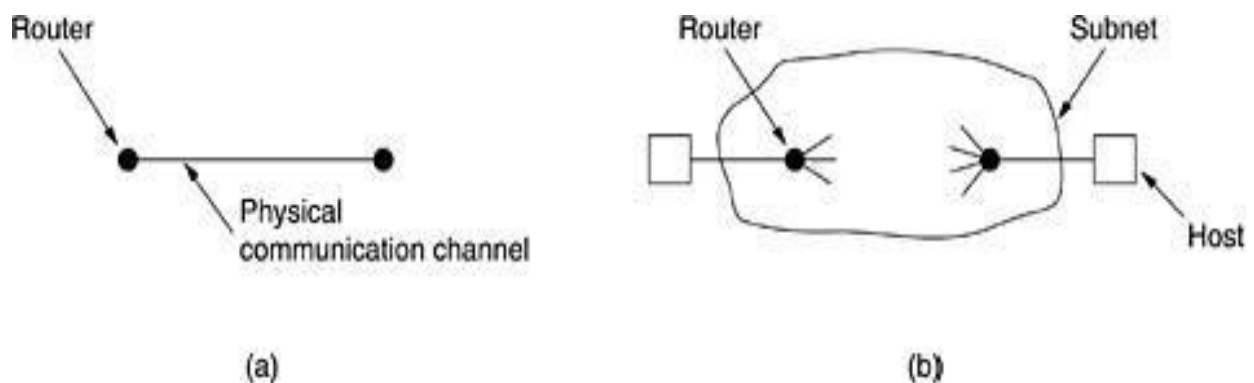 Router
Physical
communication channel
(a)
Router
Subnet
Host
(b)